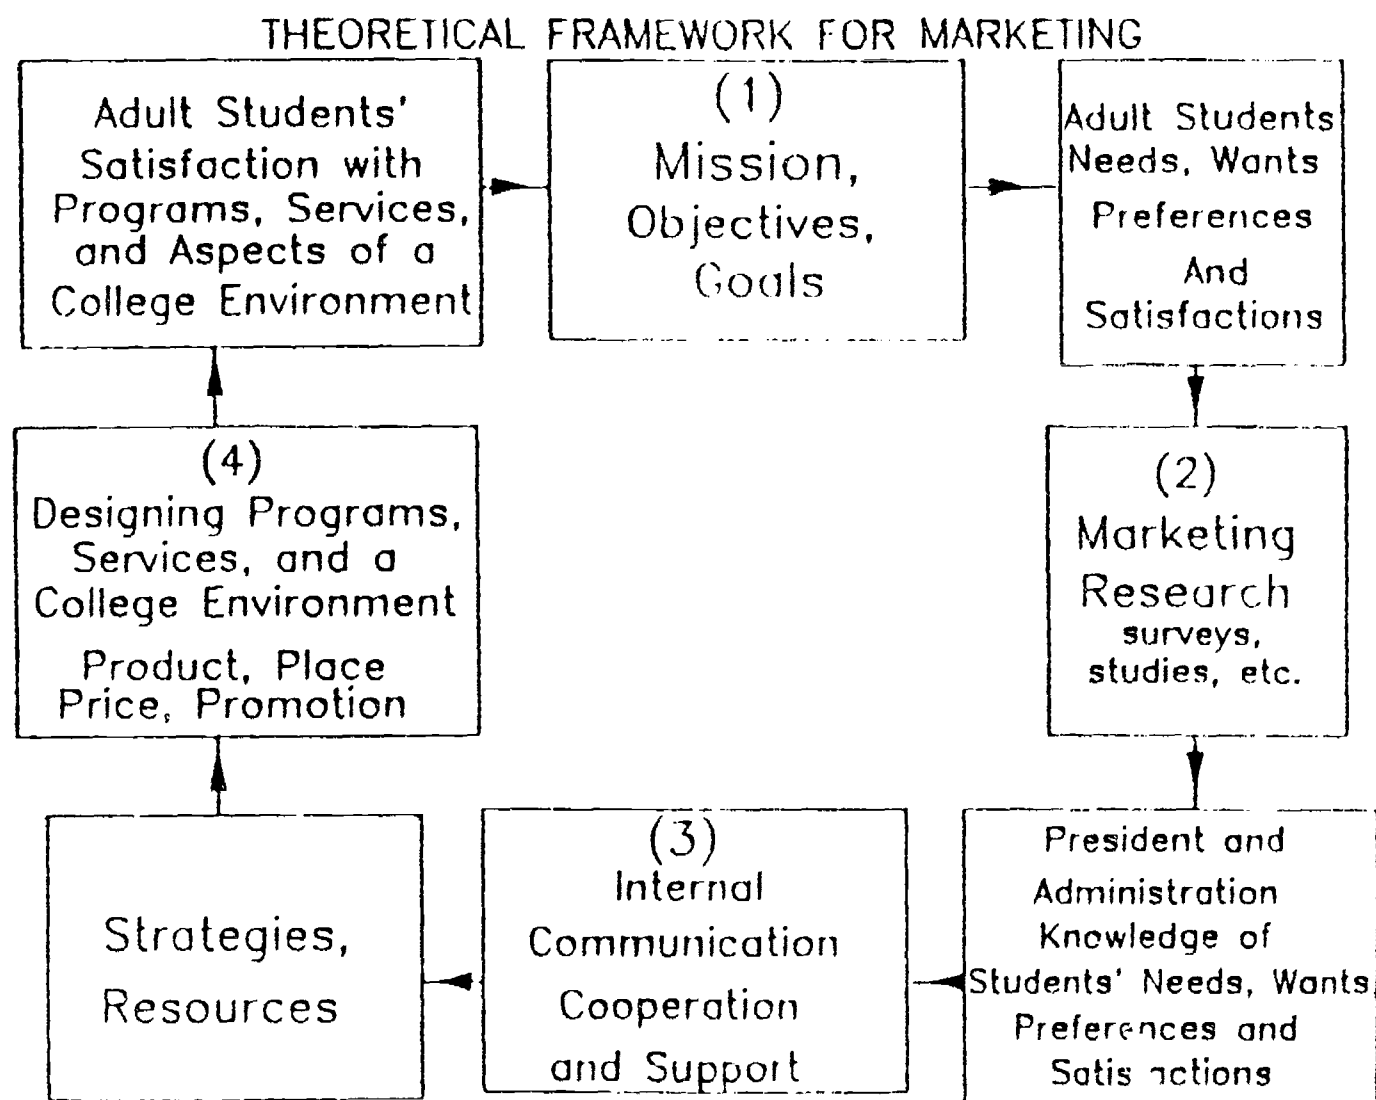 THEORETICAL FRAMEWORK FOR MARKETING
Adult Students'
Satisfaction with
Programs, Services,
and Aspects of a
College Environment
(1)
Mission,
Objectives,
Goals
Adult Students
Needs, Wants
Preferences
And
Satisfactions
(2)
Marketing
Research
surveys,
studies, etc.
President and
Administration
Knowledge of
Students' Needs, Wants
Preferences and
Satisfactions
(3)
Internal
Communication
Cooperation
and Support
Strategies,
Resources
(4)
Designing Programs,
Services, and a
College Environment
Product, Place
Price, Promotion